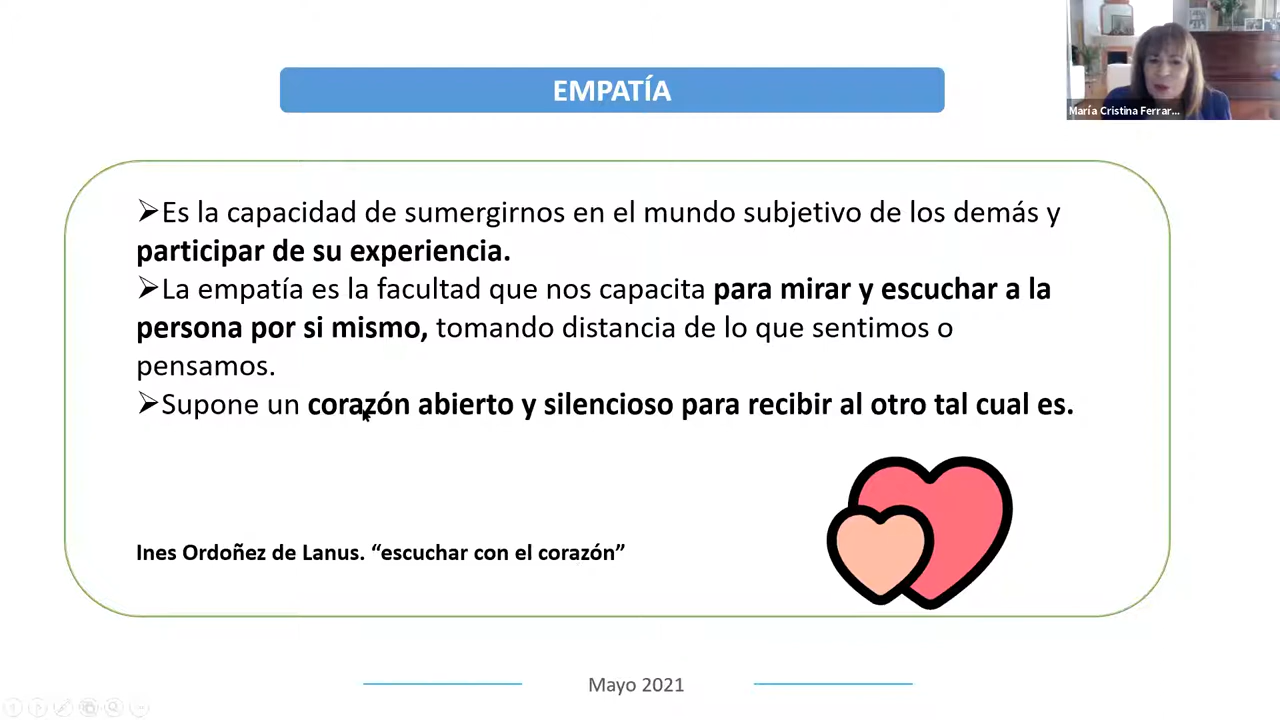 EMPATÍA
María Cristina Ferrar...
➢Es la capacidad de sumergirnos en el mundo subjetivo de los demás y
participar de su experiencia.
➢La empatía es la facultad que nos capacita para mirar y escuchar a la
persona por si mismo, tomando distancia de lo que sentimos o
pensamos.
➢Supone un corazón abierto y silencioso para recibir al otro tal cual es.
Ines Ordoñez de Lanus. “escuchar con el corazón”
Mayo 2021